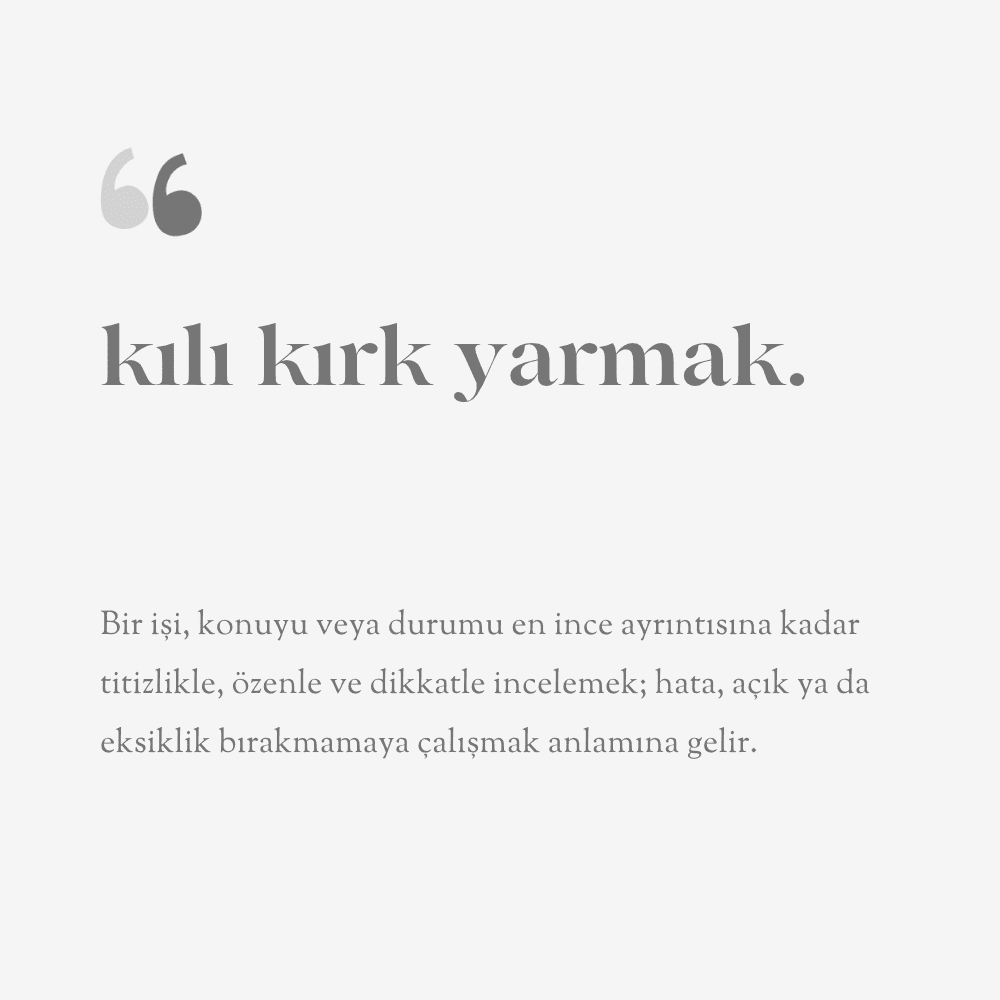 “
kılı kırk yarmak.
Bir işi, konuyu veya durumu en ince ayrıntısına kadar
titizlikle, özenle ve dikkatle incelemek; hata, açık ya da
eksiklik bırakmamaya çalışmak anlamına gelir.